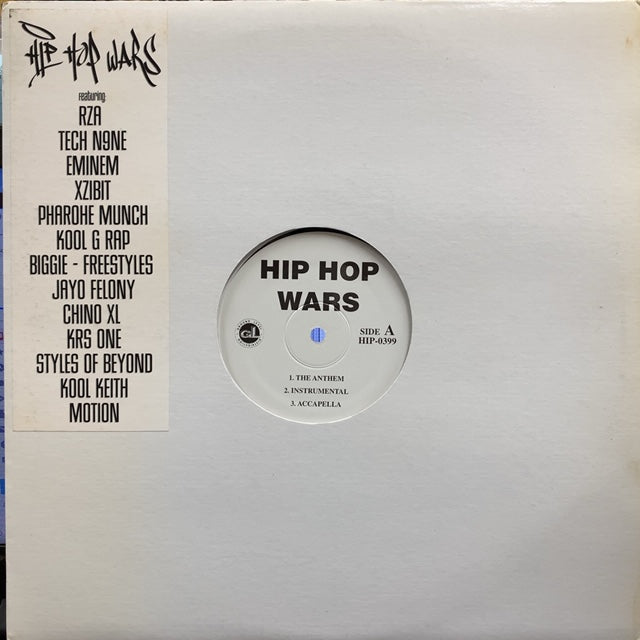 HIP HOP WARS
featuring:
RZA
TECH N9NE
EMINEM
XZIBIT
PHAROHE MUNCH
KOOL G RAP
BIGGIE - FREESTYLES
JAYO FELONY
CHINO XL
KRS ONE
STYLES OF BEYOND
KOOL KEITH
MOTION
HIP HOP
WARS
SIDE A
HIP-0399
1. THE ANTHEM
2. INSTRUMENTAL
3. ACCAPELLA